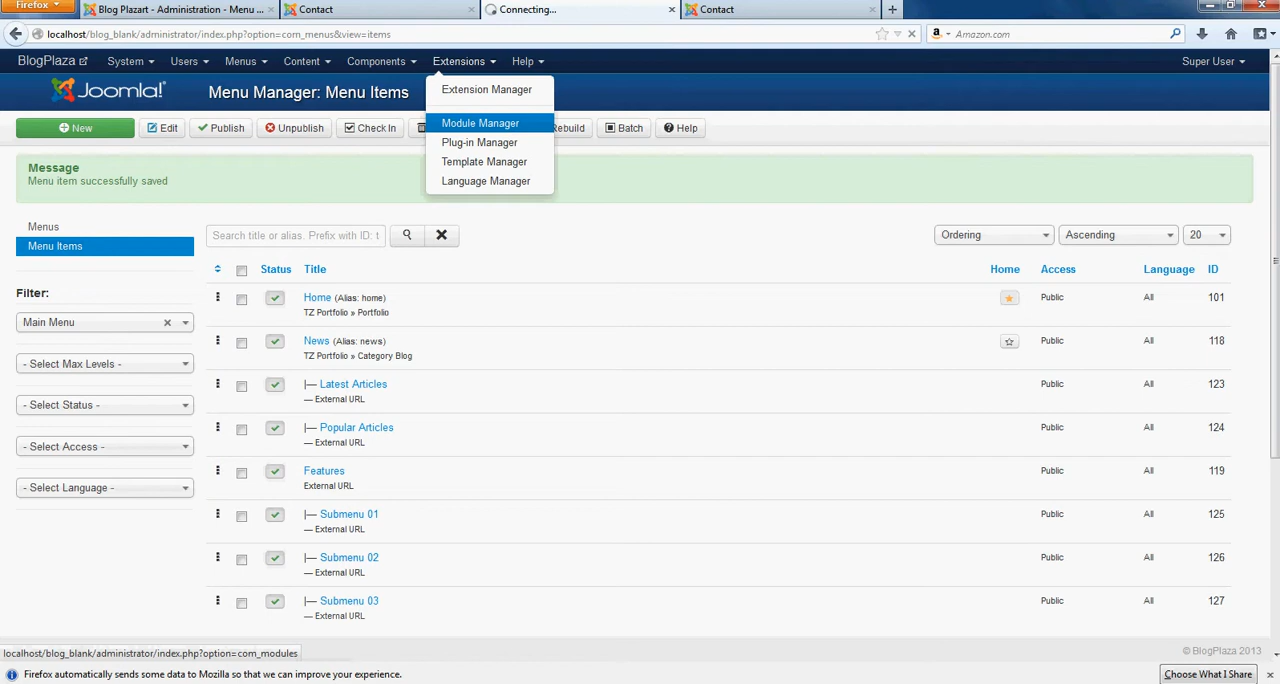 Firefox
Blog Plazart - Administration - Menu ...
Contact
Connecting...
Contact
localhost/blog_blank/administrator/index.php?option=com_menus&view=items
Amazon.com
BlogPlaza
System
Users
Menus
Content
Components
Extensions
Help
Super User
Joomla!
Menu Manager: Menu Items
Extension Manager
Module Manager
Plug-in Manager
Template Manager
Language Manager
New
Edit
Publish
Unpublish
Check In
Rebuild
Batch
Help
Message
Menu item successfully saved
Menus
Menu Items
Search title or alias. Prefix with ID: t
Ordering
Ascending
20
Status
Title
Home
Access
Language
ID
Filter:
Main Menu
- Select Max Levels -
- Select Status -
- Select Access -
- Select Language -
Home (Alias: home)
TZ Portfolio » Portfolio
Public
All
101
News (Alias: news)
TZ Portfolio » Category Blog
Public
All
118
|— Latest Articles
— External URL
Public
All
123
|— Popular Articles
— External URL
Public
All
124
Features
External URL
Public
All
119
|— Submenu 01
— External URL
Public
All
125
|— Submenu 02
— External URL
Public
All
126
|— Submenu 03
— External URL
Public
All
127
localhost/blog_blank/administrator/index.php?option=com_modules
© BlogPlaza 2013
Firefox automatically sends some data to Mozilla so that we can improve your experience.
Choose What I Share